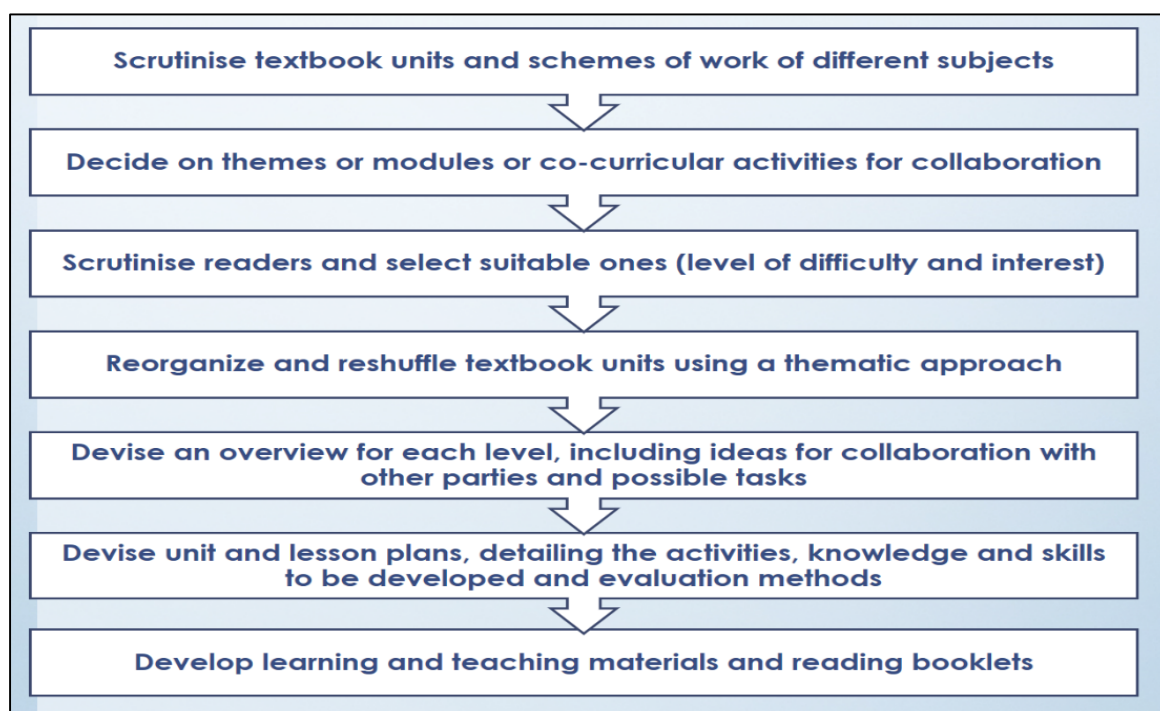 Scrutinise textbook units and schemes of work of different subjects
Decide on themes or modules or co-curricular activities for collaboration
Scrutinise readers and select suitable ones (level of difficulty and interest)
Reorganize and reshuffle textbook units using a thematic approach
Devise an overview for each level, including ideas for collaboration with
other parties and possible tasks
Devise unit and lesson plans, detailing the activities, knowledge and skills
to be developed and evaluation methods
Develop learning and teaching materials and reading booklets